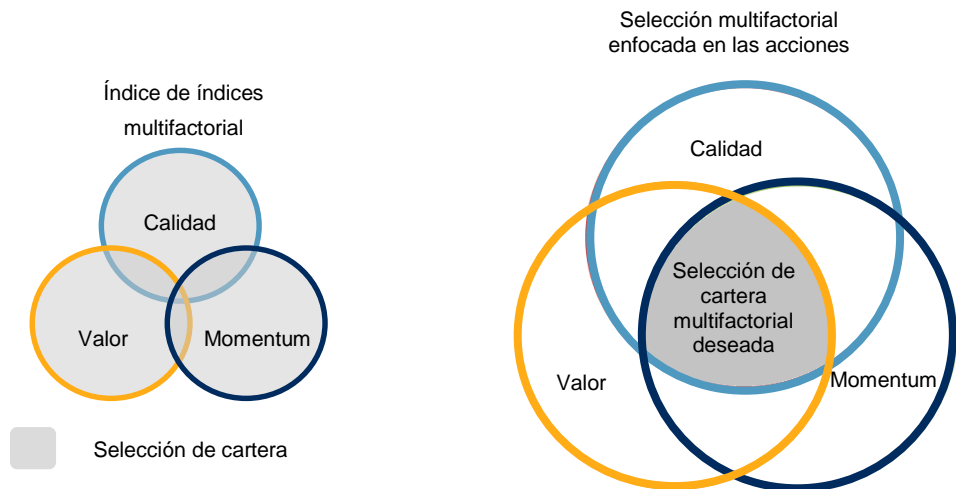 Índice de índices
multifactorial
Calidad
Valor
Momentum
Selección de cartera
Selección multifactorial
enfocada en las acciones
Calidad
Selección de
cartera
multifactorial
deseada
Valor
Momentum